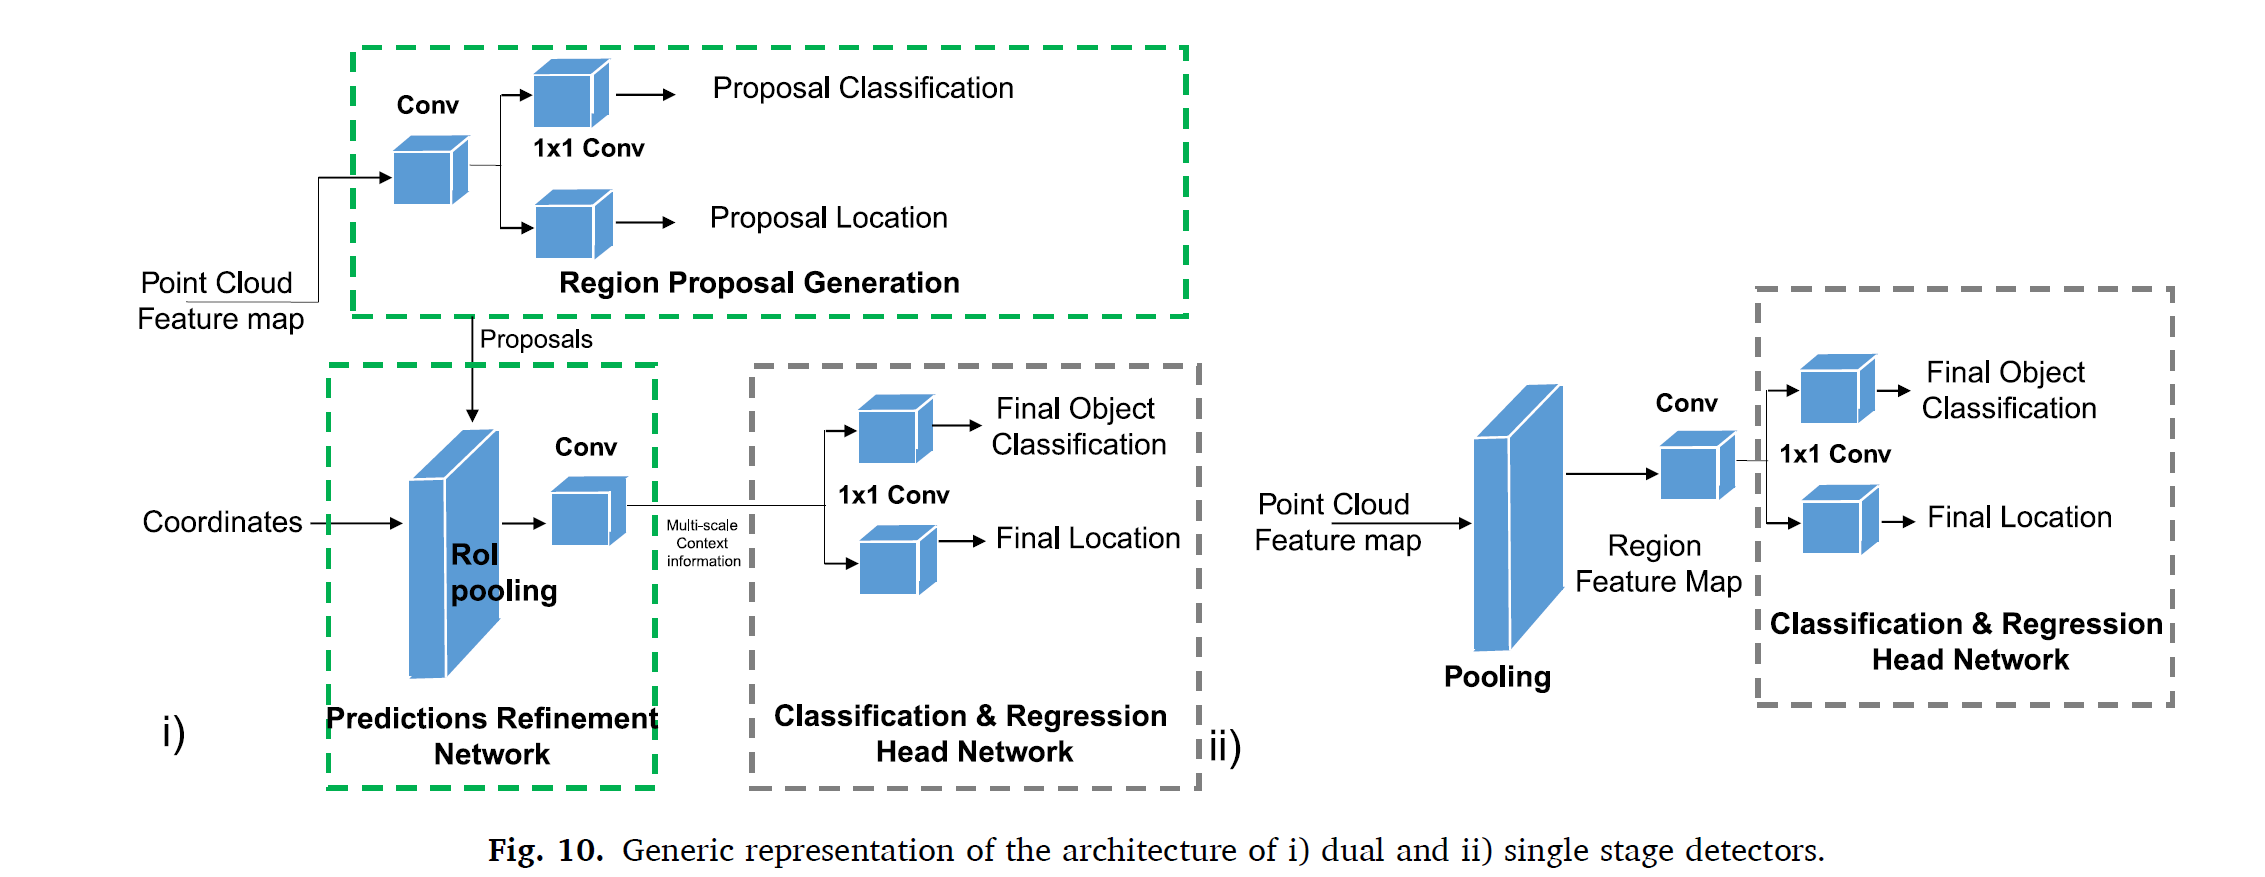 Conv
Proposal Classification
1x1 Conv
Proposal Location
Region Proposal Generation
Point Cloud
Feature map
Proposals
Coordinates
RoI
pooling
Conv
Predictions Refinement
Network
Multi-scale
Context
information
Final Object
Classification
1x1 Conv
Final Location
Classification & Regression
Head Network
i)
Point Cloud
Feature map
Pooling
Region
Feature Map
Conv
Final Object
Classification
1x1 Conv
Final Location
Classification & Regression
Head Network
ii)
Fig. 10. Generic representation of the architecture of i) dual and ii) single stage detectors.